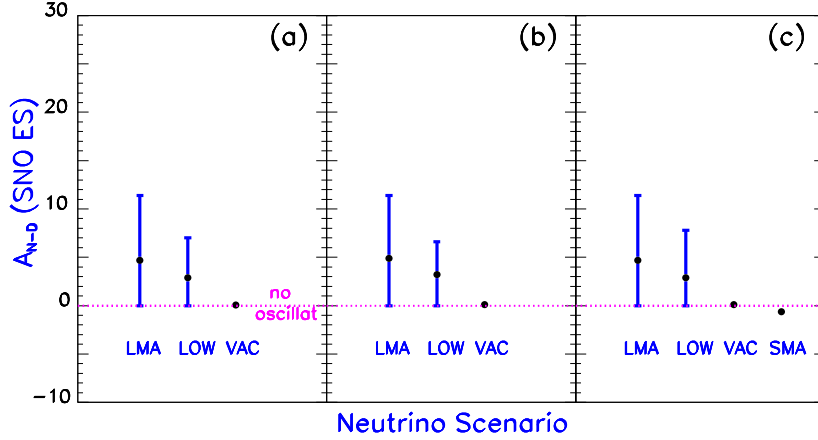 30
20
10
0
−10
A_{N−D} (SNO ES)
(a)
no
oscillat
LMA LOW VAC
(b)
LMA LOW VAC
(c)
LMA LOW VAC SMA
Neutrino Scenario